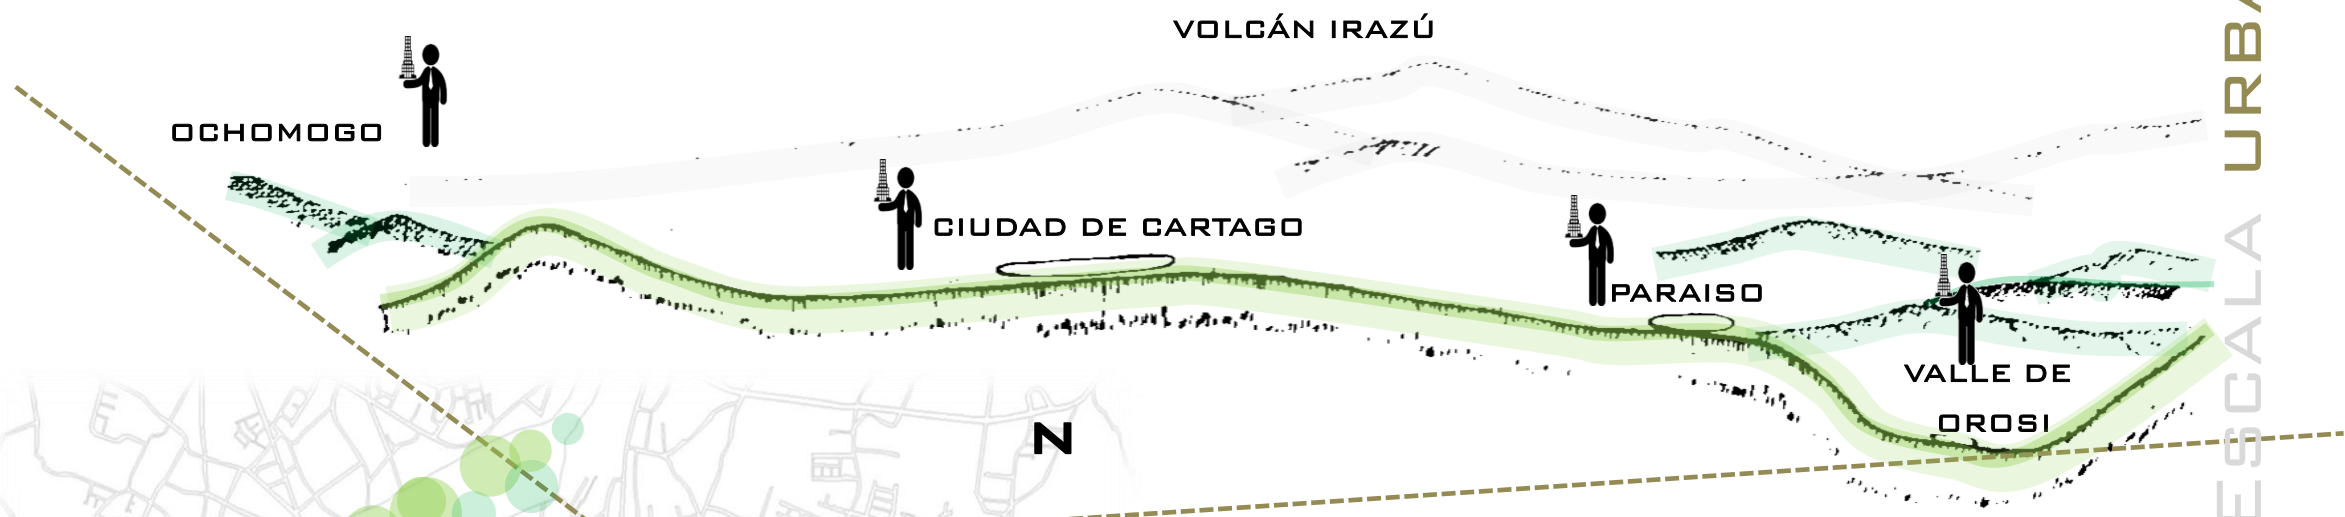 VOLCÁN IRAZÚ
OCHOMOGO
CIUDAD DE CARTAGO
PARAISO
VALLE DE
OROSI
N
ESCALA URBA